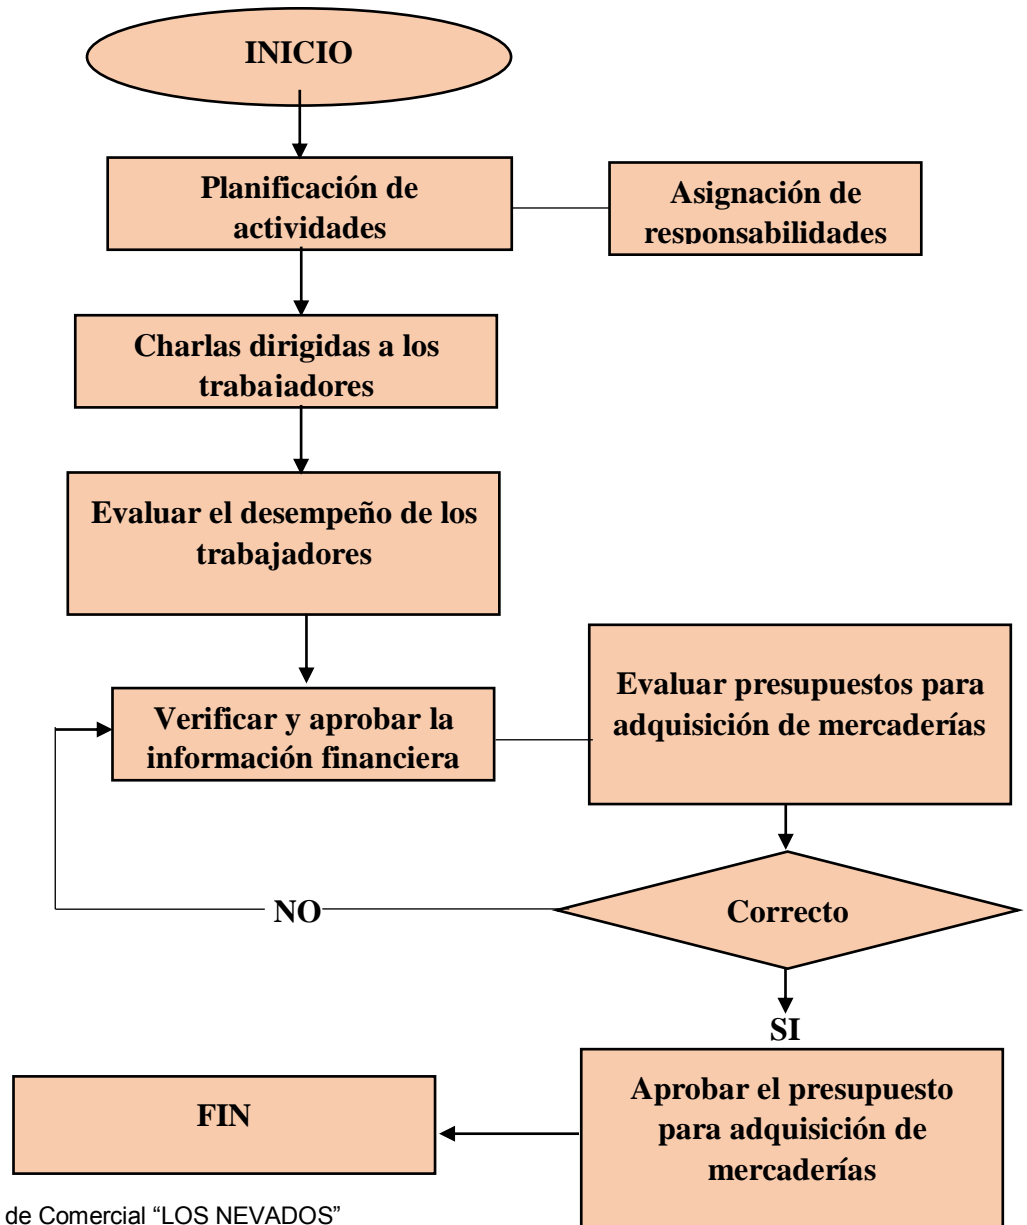 INICIO
Planificación de
actividades
Asignación de
responsabilidades
Charlas dirigidas a los
trabajadores
Evaluar el desempeño de los
trabajadores
Verificar y aprobar la
información financiera
Evaluar presupuestos para
adquisición de mercaderías
Correcto
NO
SI
Aprobar el presupuesto
para adquisición de
mercaderías
FIN
de Comercial “LOS NEVADOS”